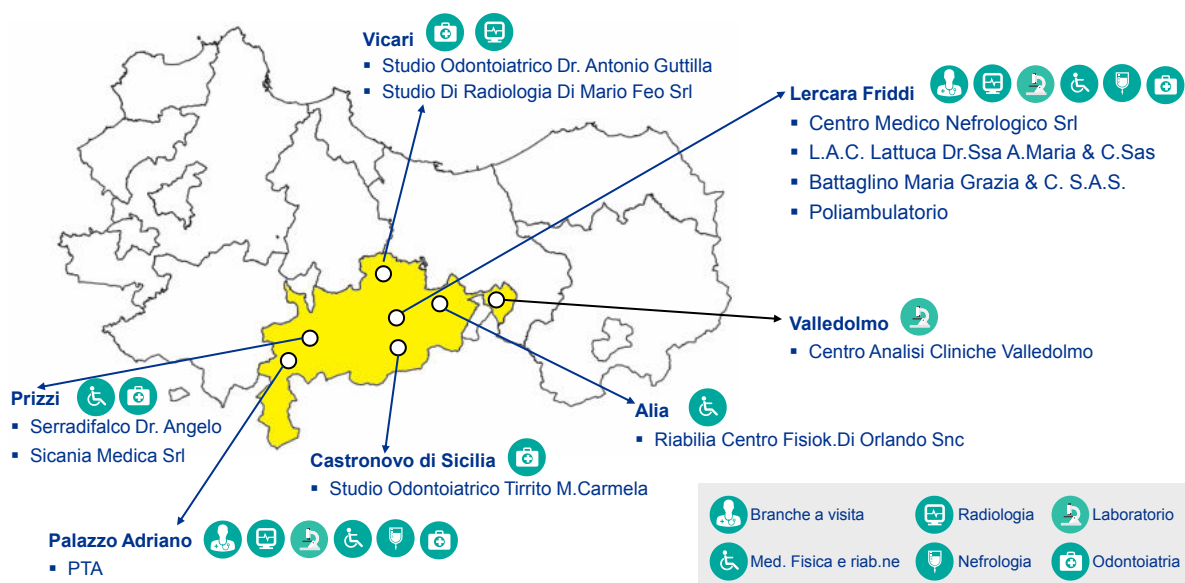 Vicari
▪ Studio Odontoiatrico Dr. Antonio Guttilla
▪ Studio Di Radiologia Di Mario Feo Srl
Lercara Friddi
▪ Centro Medico Nefrologico Srl
▪ L.A.C. Lattuca Dr.Ssa A.Maria & C.Sas
▪ Battaglino Maria Grazia & C. S.A.S.
▪ Poliambulatorio
Valledolmo
▪ Centro Analisi Cliniche Valledolmo
Prizzi
▪ Serradifalco Dr. Angelo
▪ Sicania Medica Srl
Alia
▪ Riabilia Centro Fisiok.Di Orlando Snc
Castronovo di Sicilia
▪ Studio Odontoiatrico Tirrito M.Carmela
Palazzo Adriano
▪ PTA
Branche a visita
Radiologia
Laboratorio
Med. Fisica e riab.ne
Nefrologia
Odontoiatria